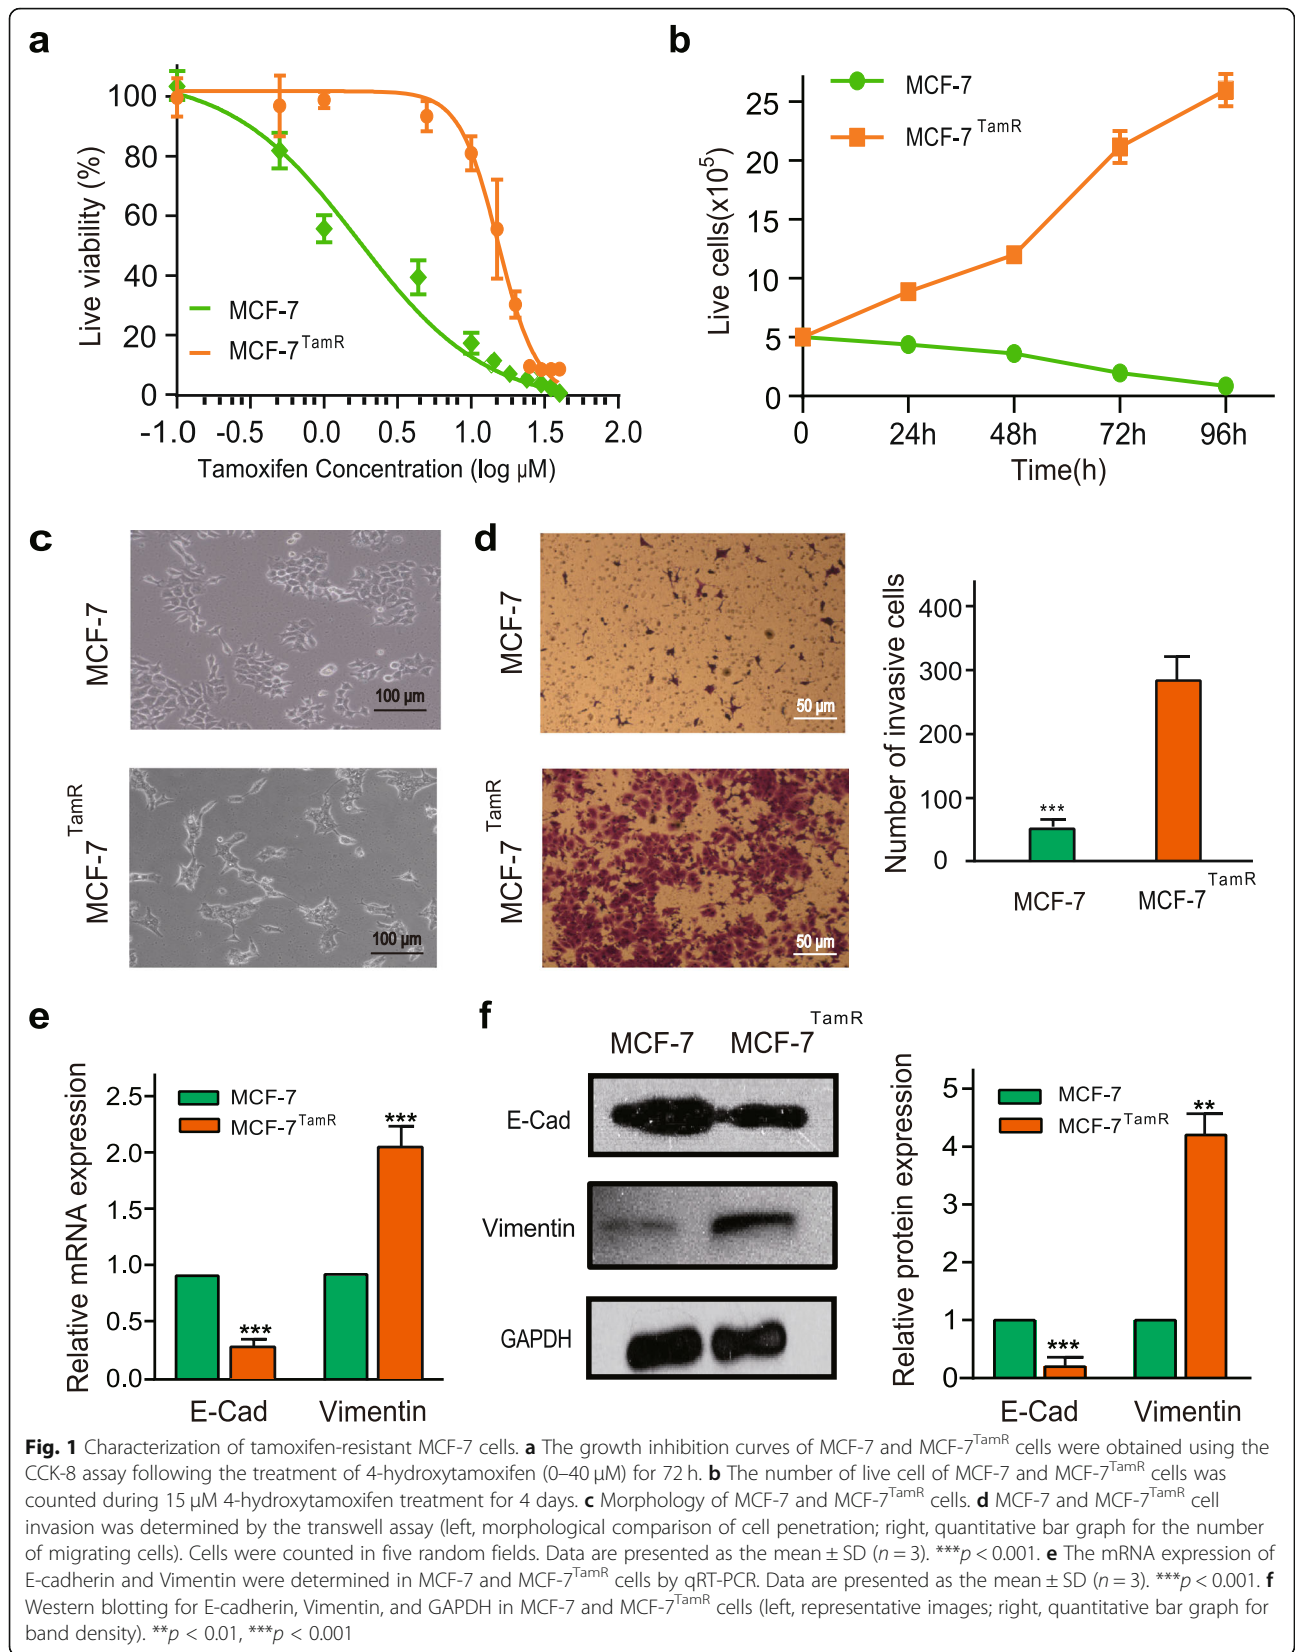 a
100
80
60
40
20
0
Live viability (%)
MCF-7
MCF-7TamR
-1.0 -0.5 0.0 0.5 1.0 1.5 2.0
Tamoxifen Concentration (log μM)
b
MCF-7
MCF-7TamR
25
20
15
10
5
0
Live cells(x10⁵)
0 24h 48h 72h 96h
Time(h)
c
MCF-7
100 μm
MCF-7TamR
100 μm
d
MCF-7
50 μm
MCF-7TamR
50 μm
Number of invasive cells
400
300
200
100
0
***
MCF-7 MCF-7TamR
e
Relative mRNA expression
2.5
2.0
1.5
1.0
0.5
0.0
MCF-7
MCF-7TamR
***
***
E-Cad Vimentin
f
MCF-7 MCF-7TamR
E-Cad
Vimentin
GAPDH
Relative protein expression
5
4
3
2
1
0
MCF-7
MCF-7TamR
**
***
E-Cad Vimentin
Fig. 1 Characterization of tamoxifen-resistant MCF-7 cells. a The growth inhibition curves of MCF-7 and MCF-7TamR cells were obtained using the
CCK-8 assay following the treatment of 4-hydroxytamoxifen (0–40 μM) for 72 h. b The number of live cell of MCF-7 and MCF-7TamR cells was
counted during 15 μM 4-hydroxytamoxifen treatment for 4 days. c Morphology of MCF-7 and MCF-7TamR cells. d MCF-7 and MCF-7TamR cell
invasion was determined by the transwell assay (left, morphological comparison of cell penetration; right, quantitative bar graph for the number
of migrating cells). Cells were counted in five random fields. Data are presented as the mean ± SD (n = 3). ***p < 0.001. e The mRNA expression of
E-cadherin and Vimentin were determined in MCF-7 and MCF-7TamR cells by qRT-PCR. Data are presented as the mean ± SD (n = 3). ***p < 0.001. f
Western blotting for E-cadherin, Vimentin, and GAPDH in MCF-7 and MCF-7TamR cells (left, representative images; right, quantitative bar graph for
band density). **p < 0.01, ***p < 0.001